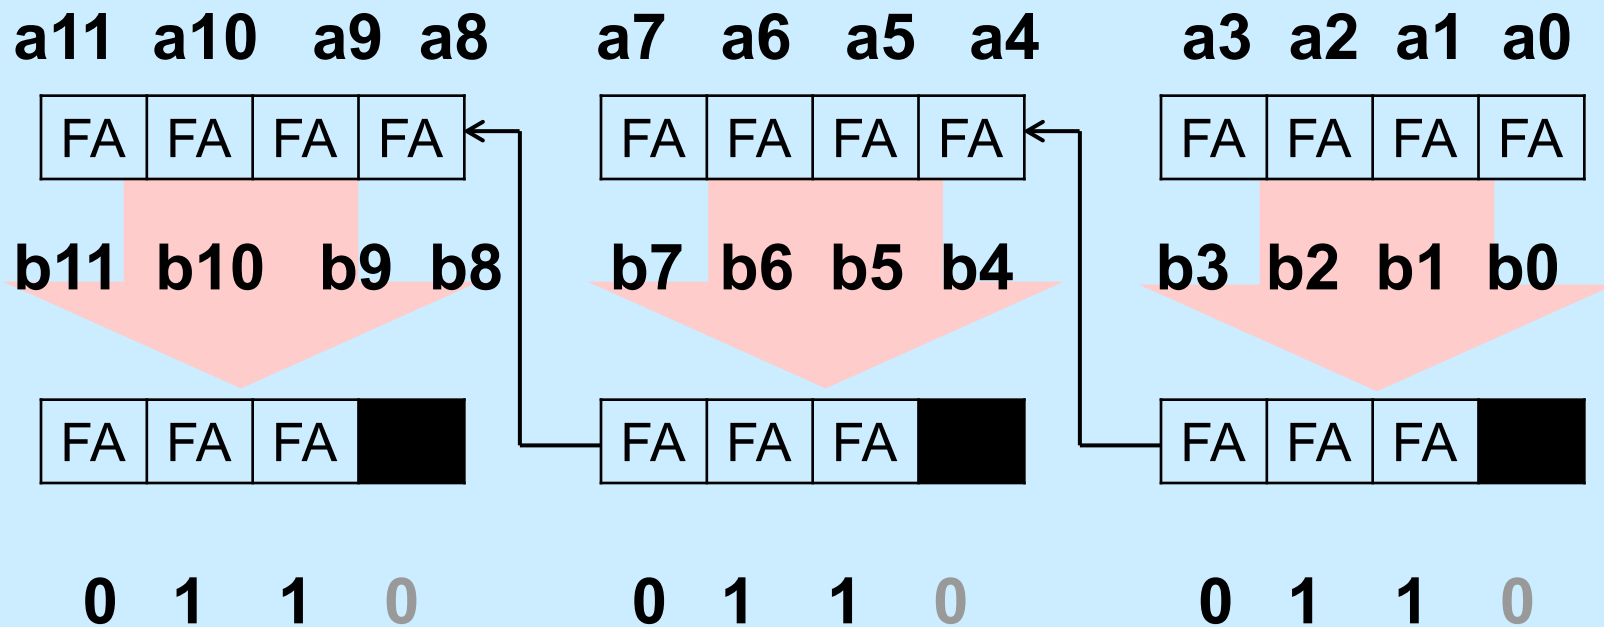 a11 a10 a9 a8 a7 a6 a5 a4 a3 a2 a1 a0
FA FA FA FA FA FA FA FA FA FA FA FA
b11 b10 b9 b8 b7 b6 b5 b4 b3 b2 b1 b0
FA FA FA FA FA FA FA FA FA
0 1 1 0 0 1 1 0 0 1 1 0